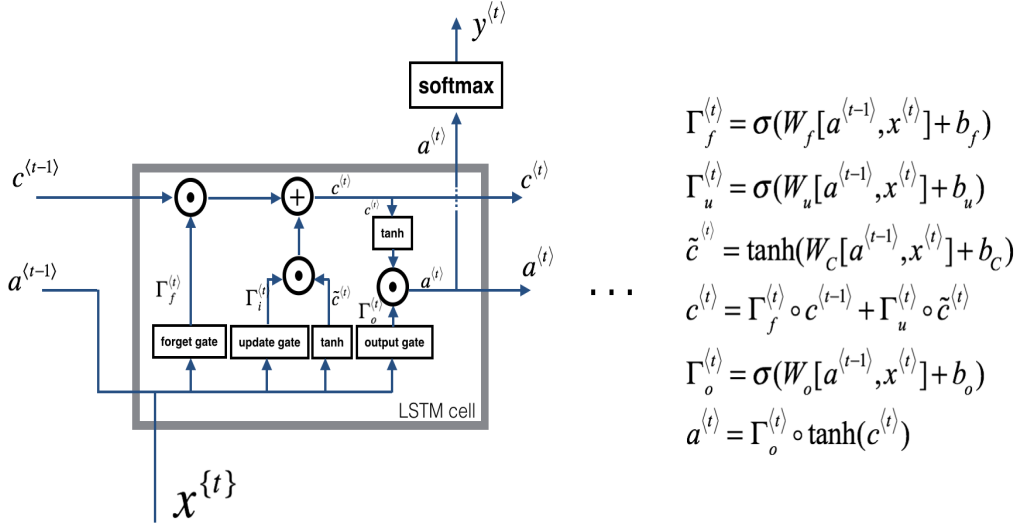 y⟨t⟩
softmax
a⟨t⟩
c⟨t-1⟩
c⟨t⟩
c⟨t⟩
c⟨t⟩
tanh
a⟨t-1⟩
a⟨t⟩
a⟨t⟩
Γf⟨t⟩
Γi⟨t⟩
c̃⟨t⟩
Γo⟨t⟩
forget gate
update gate
tanh
output gate
LSTM cell
x{t}
. . .
Γf⟨t⟩ = σ(Wf[a⟨t-1⟩, x⟨t⟩] + bf)
Γu⟨t⟩ = σ(Wu[a⟨t-1⟩, x⟨t⟩] + bu)
c̃⟨t⟩ = tanh(WC[a⟨t-1⟩, x⟨t⟩] + bC)
c⟨t⟩ = Γf⟨t⟩ ∘ c⟨t-1⟩ + Γu⟨t⟩ ∘ c̃⟨t⟩
Γo⟨t⟩ = σ(Wo[a⟨t-1⟩, x⟨t⟩] + bo)
a⟨t⟩ = Γo⟨t⟩ ∘ tanh(c⟨t⟩)